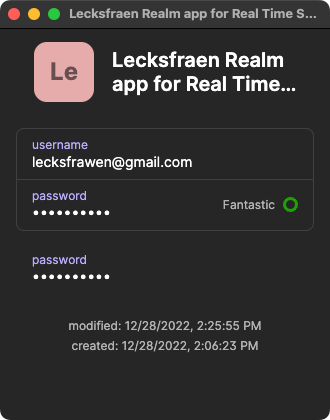 Lecksfraen Realm app for Real Time S...
Le
Lecksfraen Realm
app for Real Time...
username
lecksfrawen@gmail.com
password
••••••••••
Fantastic
password
••••••••••
modified: 12/28/2022, 2:25:55 PM
created: 12/28/2022, 2:06:23 PM